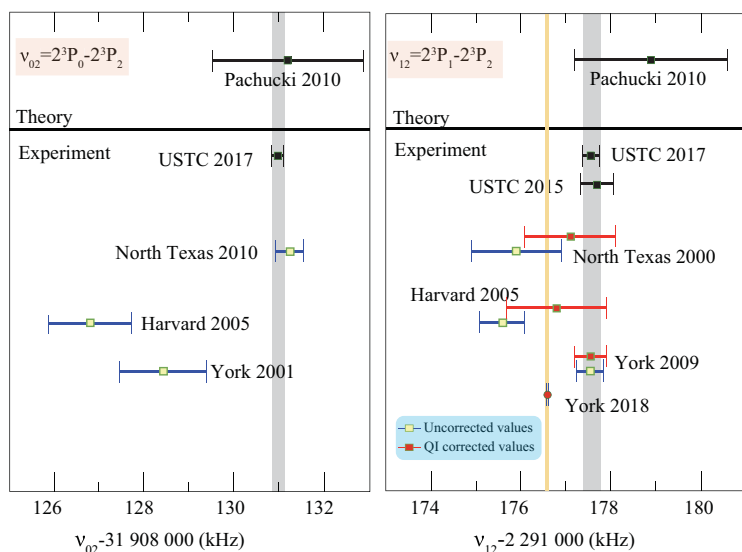 ν02=2³P0-2³P2
Pachucki 2010
Theory
Experiment
USTC 2017
North Texas 2010
Harvard 2005
York 2001
126 128 130 132
ν02-31 908 000 (kHz)
ν12=2³P1-2³P2
Pachucki 2010
Theory
Experiment
USTC 2017
USTC 2015
North Texas 2000
Harvard 2005
York 2009
York 2018
Uncorrected values
QI corrected values
174 176 178 180
ν12-2 291 000 (kHz)